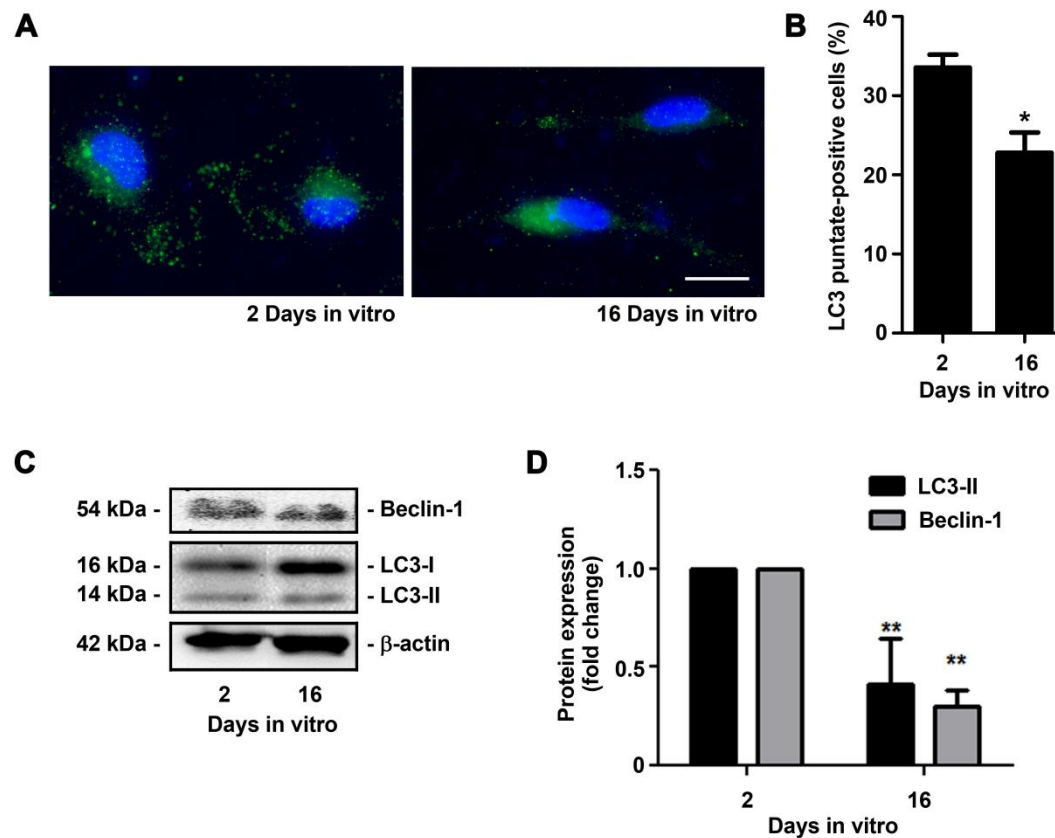 A
2 Days in vitro
16 Days in vitro
B
LC3 puntate-positive cells (%)
40
30
20
10
0
*
2
16
Days in vitro
C
54 kDa -
- Beclin-1
16 kDa -
- LC3-I
14 kDa -
- LC3-II
42 kDa -
- β-actin
2
16
Days in vitro
D
Protein expression
(fold change)
1.5
1.0
0.5
0
LC3-II
Beclin-1
**
**
2
16
Days in vitro